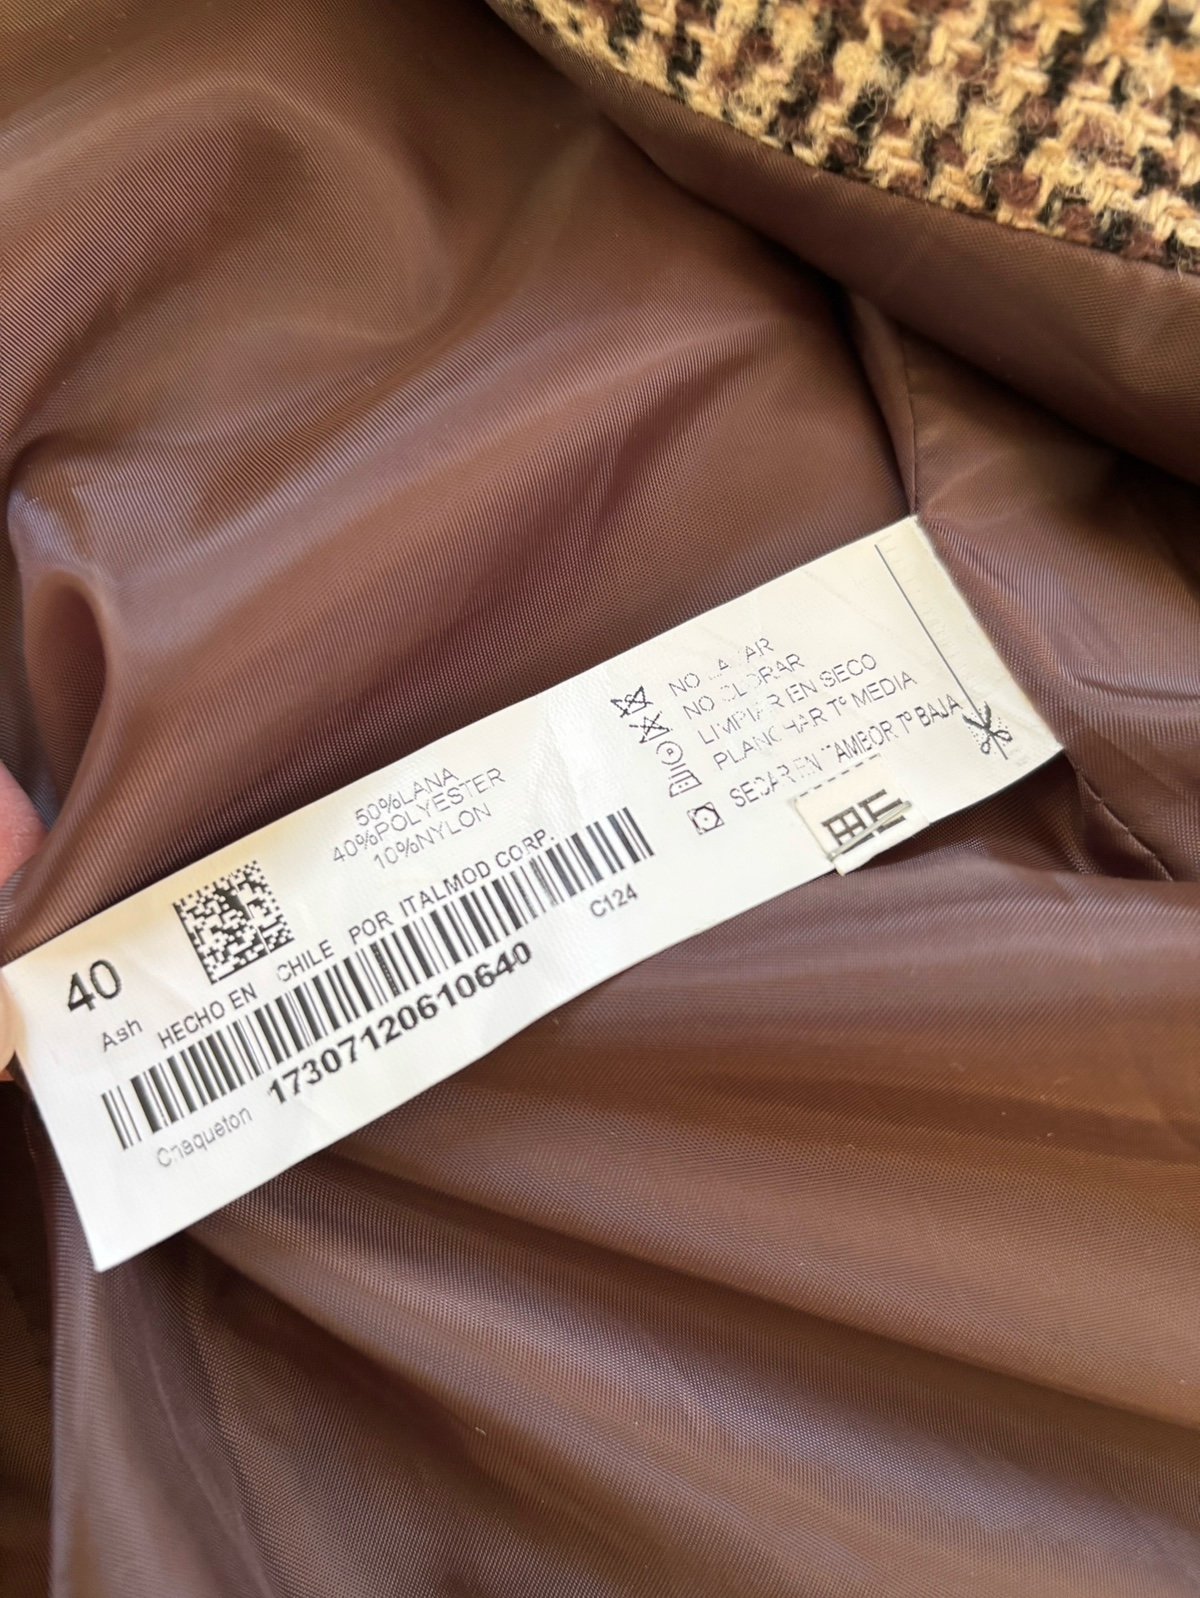 50%LANA
40%POLYESTER
10%NYLON
NO LAVAR
NO CLORAR
LIMPIAR EN SECO
PLANCHAR Tº MEDIA
SECAR EN TAMBOR Tº BAJA
40
Ash
HECHO EN CHILE POR ITALMOD CORP.
C124
17307120610640
Chaqueton